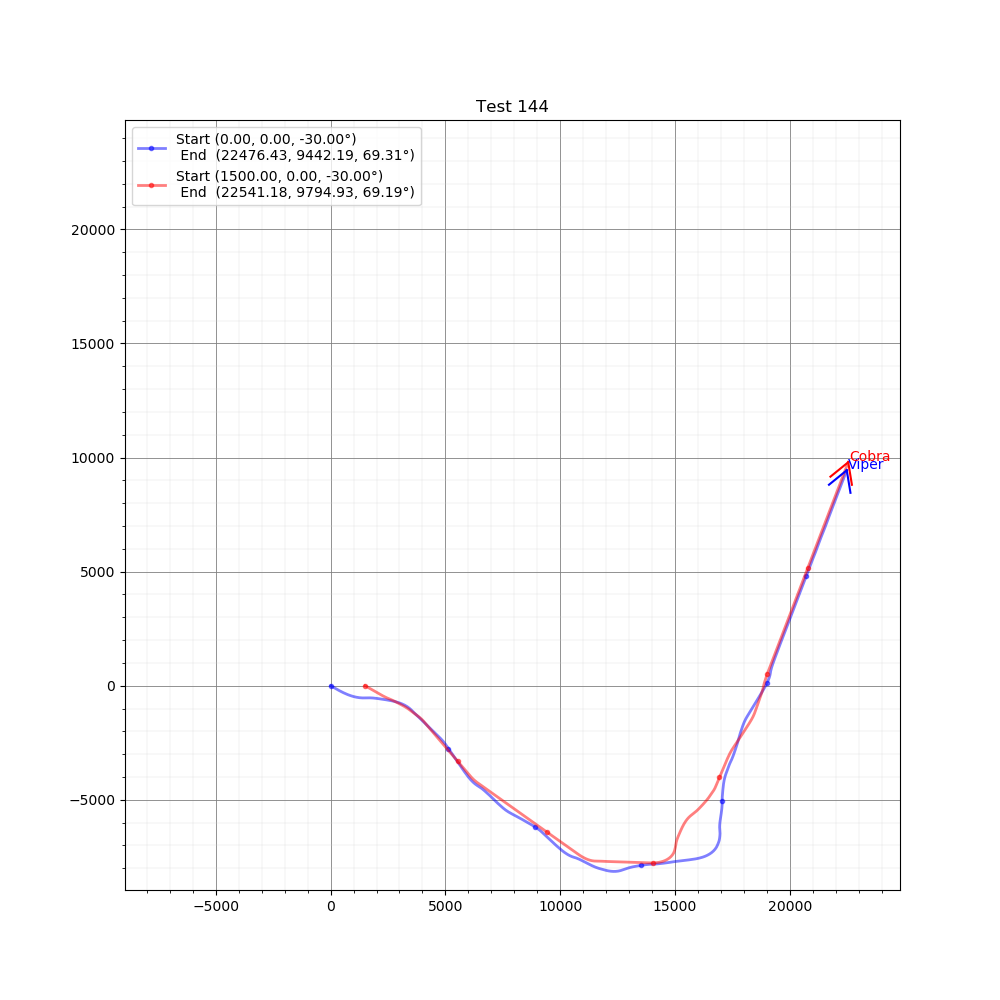 Test 144
Start (0.00, 0.00, -30.00°)
End  (22476.43, 9442.19, 69.31°)
Start (1500.00, 0.00, -30.00°)
End  (22541.18, 9794.93, 69.19°)
20000
15000
10000
5000
0
−5000
Cobra
Viper
−5000
0
5000
10000
15000
20000